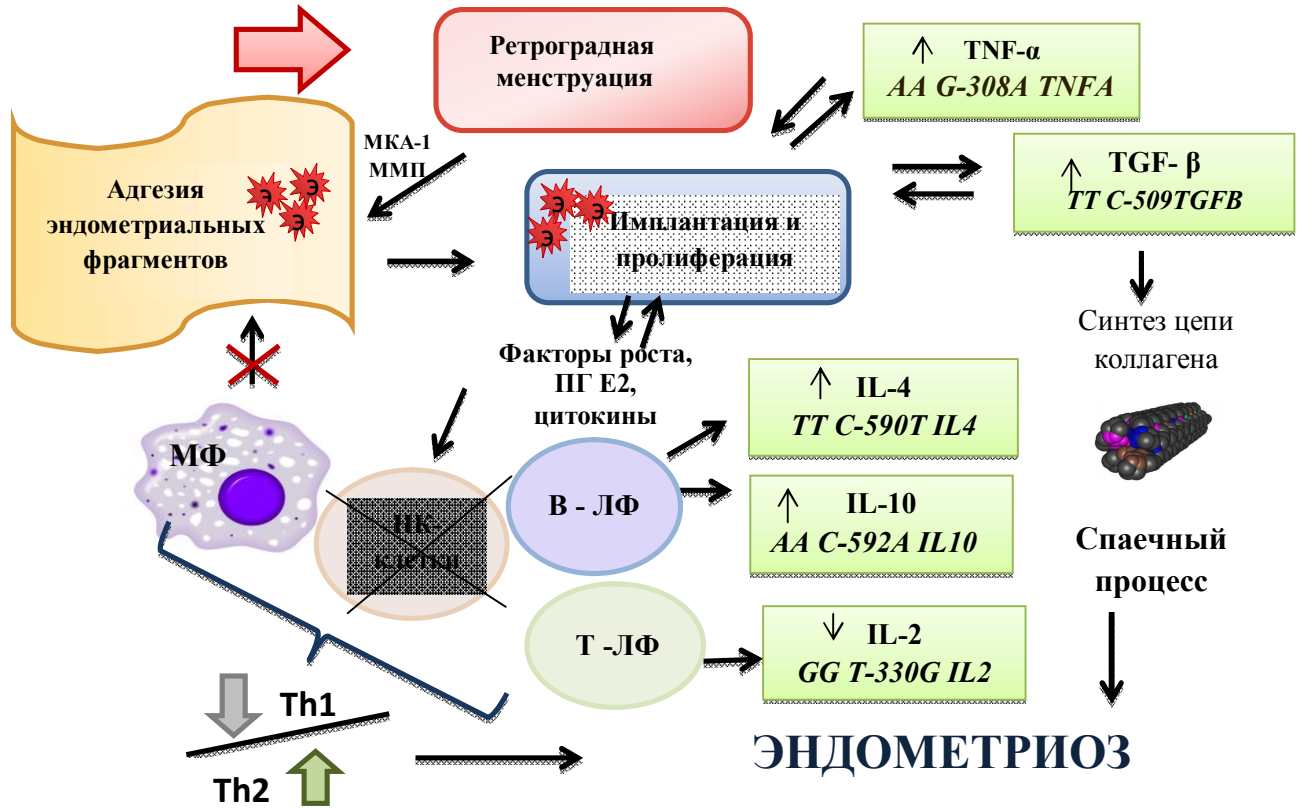 Ретроградная
менструация
↑ TNF-α
AA G-308A TNFA
МКА-1
ММП
Адгезия
эндометриальных
фрагментов
Э
Э
Э
Э
Э
Э
Имплантация и
пролиферация
↑ TGF- β
TT C-509TGFB
Синтез цепи
коллагена
Факторы роста,
ПГ Е2,
цитокины
↑ IL-4
TT C-590T IL4
МФ
НК-
клетки
В - ЛФ
↑ IL-10
AA C-592A IL10
Спаечный
процесс
Т -ЛФ
↓ IL-2
GG T-330G IL2
Th1
Th2
ЭНДОМЕТРИОЗ